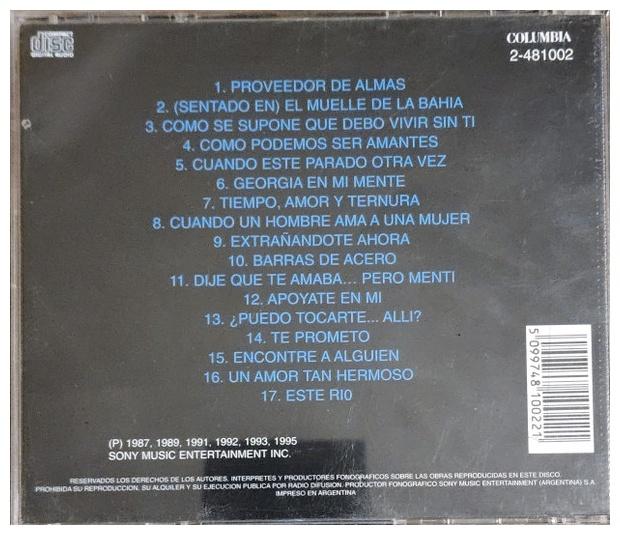 COMPACT
disc
DIGITAL AUDIO
COLUMBIA
2-481002
1. PROVEEDOR DE ALMAS
2. (SENTADO EN) EL MUELLE DE LA BAHIA
3. COMO SE SUPONE QUE DEBO VIVIR SIN TI
4. COMO PODEMOS SER AMANTES
5. CUANDO ESTE PARADO OTRA VEZ
6. GEORGIA EN MI MENTE
7. TIEMPO, AMOR Y TERNURA
8. CUANDO UN HOMBRE AMA A UNA MUJER
9. EXTRAÑANDOTE AHORA
10. BARRAS DE ACERO
11. DIJE QUE TE AMABA... PERO MENTI
12. APOYATE EN MI
13. ¿PUEDO TOCARTE... ALLI?
14. TE PROMETO
15. ENCONTRE A ALGUIEN
16. UN AMOR TAN HERMOSO
17. ESTE RI0
5 099748 100221
(P) 1987, 1989, 1991, 1992, 1993, 1995
SONY MUSIC ENTERTAINMENT INC.
RESERVADOS LOS DERECHOS DE LOS AUTORES. INTERPRETES Y PRODUCTORES FONOGRAFICOS SOBRE LAS OBRAS REPRODUCIDAS EN ESTE DISCO.
PROHIBIDA SU REPRODUCCION, SU ALQUILER Y SU EJECUCION PUBLICA POR RADIO DIFUSION. PRODUCTOR FONOGRAFICO SONY MUSIC ENTERTAINMENT (ARGENTINA) S.A.
IMPRESO EN ARGENTINA